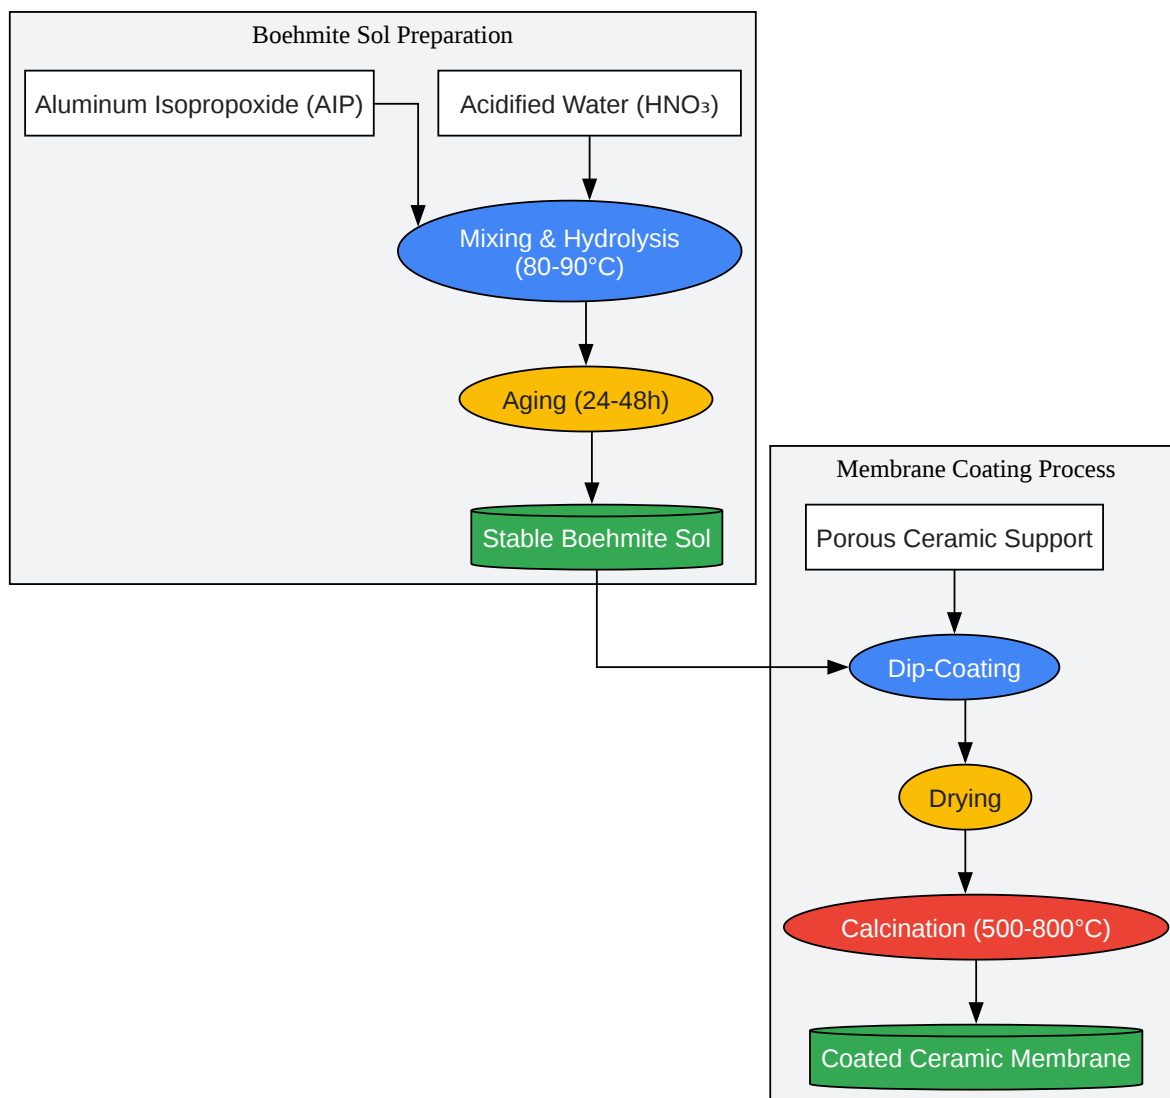 Boehmite Sol Preparation
Aluminum Isopropoxide (AIP)
Acidified Water (HNO₃)
Mixing & Hydrolysis
(80-90°C)
Aging (24-48h)
Stable Boehmite Sol
Membrane Coating Process
Porous Ceramic Support
Dip-Coating
Drying
Calcination (500-800°C)
Coated Ceramic Membrane